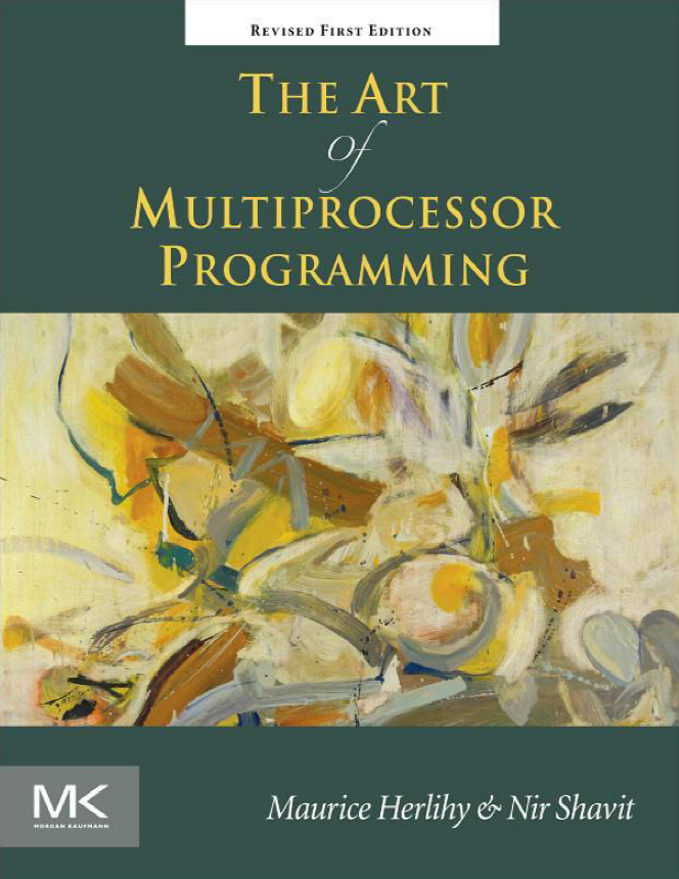 REVISED FIRST EDITION
THE ART
of
MULTIPROCESSOR
PROGRAMMING
MK
MORGAN KAUFMANN
Maurice Herlihy & Nir Shavit